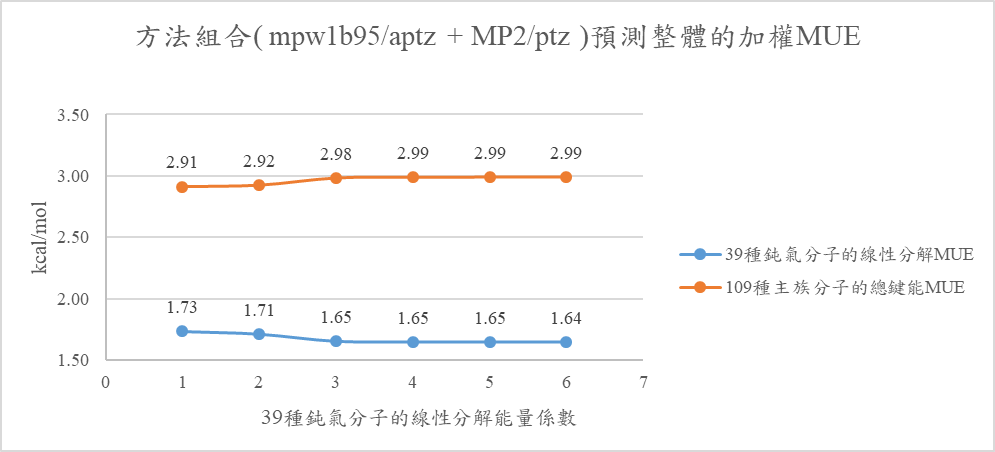 方法組合( mpw1b95/aptz + MP2/ptz )預測整體的加權MUE
3.50
3.00
2.50
2.00
1.50
kcal/mol
2.91 2.92 2.98 2.99 2.99 2.99
1.73 1.71 1.65 1.65 1.65 1.64
0 1 2 3 4 5 6 7
39種鈍氣分子的線性分解能量係數
39種鈍氣分子的線性分解MUE
109種主族分子的總鍵能MUE